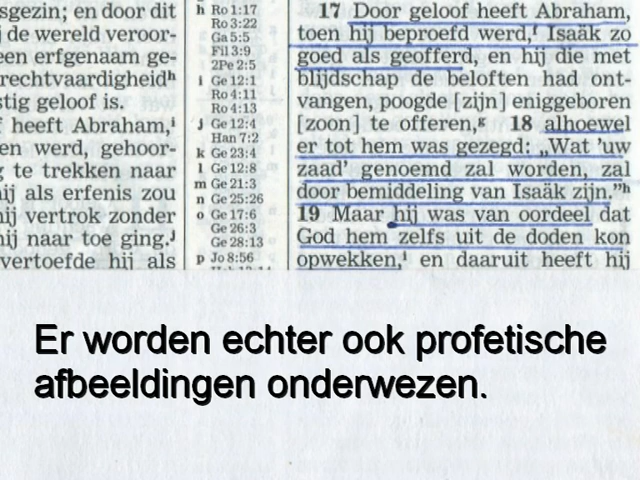 sgezin; en door dit
j de wereld veroor-
een erfgenaam ge-
rechtvaardigheidʰ
stig geloof is.
f heeft Abraham,ⁱ
en werd, gehoor-
g te trekken naar
ij als erfenis zou
ij vertrok zonder
ij naar toe ging.ʲ
vertoefde hij als
h Ro 1:17
Ro 3:22
Ga 5:5
Fil 3:9
2Pe 2:5
i Ge 12:1
Ro 4:11
Ro 4:13
j Ge 12:4
Han 7:2
k Ge 23:4
l Ge 12:8
m Ge 21:3
n Ge 25:26
o Ge 17:6
Ge 26:3
Ge 28:13
p Jo 8:56
17 Door geloof heeft Abraham,
toen hij beproefd werd,ᶠ Isaäk zo
goed als geofferd, en hij die met
blijdschap de beloften had ont-
vangen, poogde [zijn] eniggeboren
[zoon] te offeren,ᵍ 18 alhoewel
er tot hem was gezegd: „Wat 'uw
zaad' genoemd zal worden, zal
door bemiddeling van Isaäk zijn.”ʰ
19 Maar hij was van oordeel dat
God hem zelfs uit de doden kon
opwekken,ⁱ en daaruit heeft hij
Er worden echter ook profetische
afbeeldingen onderwezen.